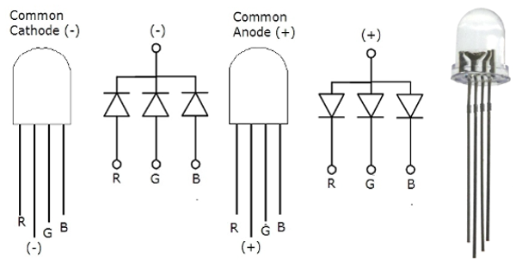 Common
Cathode (-)
(-)
R G B
R G B
(-)
Common
Anode (+)
(+)
R G B
R G B
(+)